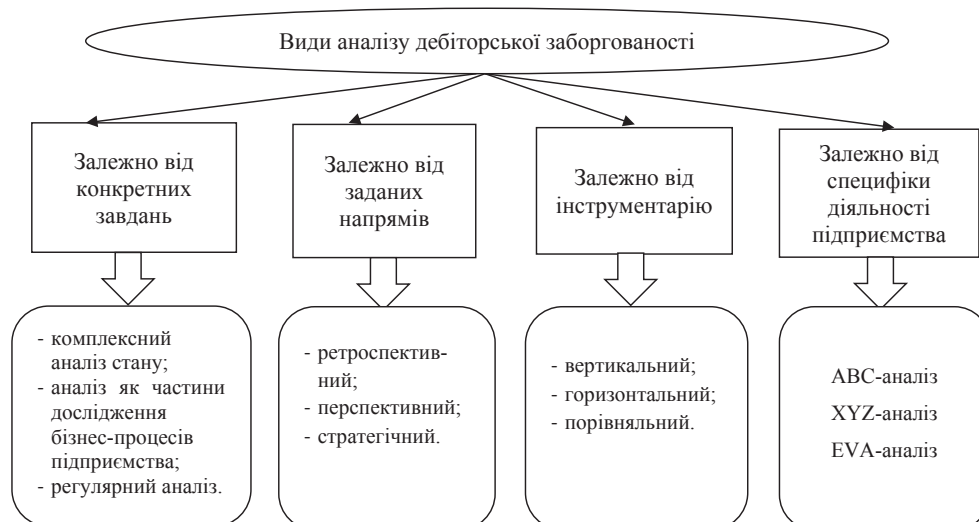 Види аналізу дебіторської заборгованості
Залежно від
конкретних
завдань
Залежно від
заданих
напрямів
Залежно від
інструментарію
Залежно від
специфіки
діяльності
підприємства
- комплексний
аналіз стану;
- аналіз як частини
дослідження
бізнес-процесів
підприємства;
- регулярний аналіз.
- ретроспектив-
ний;
- перспективний;
- стратегічний.
- вертикальний;
- горизонтальний;
- порівняльний.
ABC-аналіз
XYZ-аналіз
EVA-аналіз